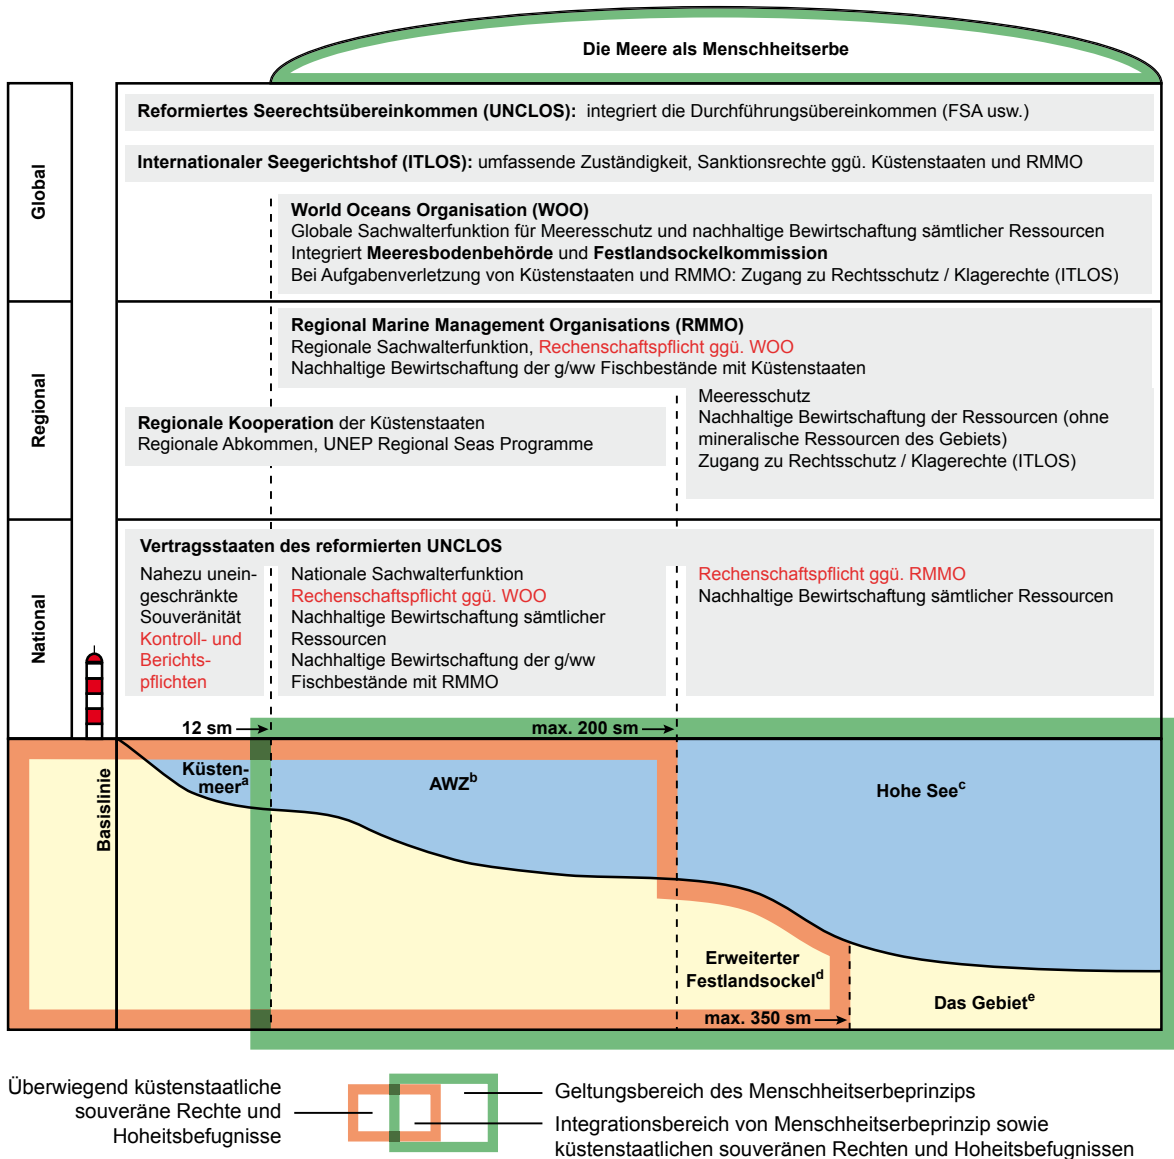 Die Meere als Menschheitserbe
Global
Reformiertes Seerechtsübereinkommen (UNCLOS): integriert die Durchführungsübereinkommen (FSA usw.)
Internationaler Seegerichtshof (ITLOS): umfassende Zuständigkeit, Sanktionsrechte ggü. Küstenstaaten und RMMO
World Oceans Organisation (WOO)
Globale Sachwalterfunktion für Meeresschutz und nachhaltige Bewirtschaftung sämtlicher Ressourcen
Integriert Meeresbodenbehörde und Festlandsockelkommission
Bei Aufgabenverletzung von Küstenstaaten und RMMO: Zugang zu Rechtsschutz / Klagerechte (ITLOS)
Regional
Regional Marine Management Organisations (RMMO)
Regionale Sachwalterfunktion, Rechenschaftspflicht ggü. WOO
Nachhaltige Bewirtschaftung der g/ww Fischbestände mit Küstenstaaten
Meeresschutz
Nachhaltige Bewirtschaftung der Ressourcen (ohne
mineralische Ressourcen des Gebiets)
Zugang zu Rechtsschutz / Klagerechte (ITLOS)
Regionale Kooperation der Küstenstaaten
Regionale Abkommen, UNEP Regional Seas Programme
National
Vertragsstaaten des reformierten UNCLOS
Nahezu unein-
geschränkte
Souveränität
Kontroll- und
Berichts-
pflichten
Nationale Sachwalterfunktion
Rechenschaftspflicht ggü. WOO
Nachhaltige Bewirtschaftung sämtlicher
Ressourcen
Nachhaltige Bewirtschaftung der g/ww
Fischbestände mit RMMO
Rechenschaftspflicht ggü. RMMO
Nachhaltige Bewirtschaftung sämtlicher Ressourcen
12 sm
max. 200 sm
Basislinie
Küsten-
meer^a
AWZ^b
Hohe See^c
Erweiterter
Festlandsockel^d
Das Gebiet^e
max. 350 sm
Überwiegend küstenstaatliche
souveräne Rechte und
Hoheitsbefugnisse
Geltungsbereich des Menschheitserbeprinzips
Integrationsbereich von Menschheitserbeprinzip sowie
küstenstaatlichen souveränen Rechten und Hoheitsbefugnissen